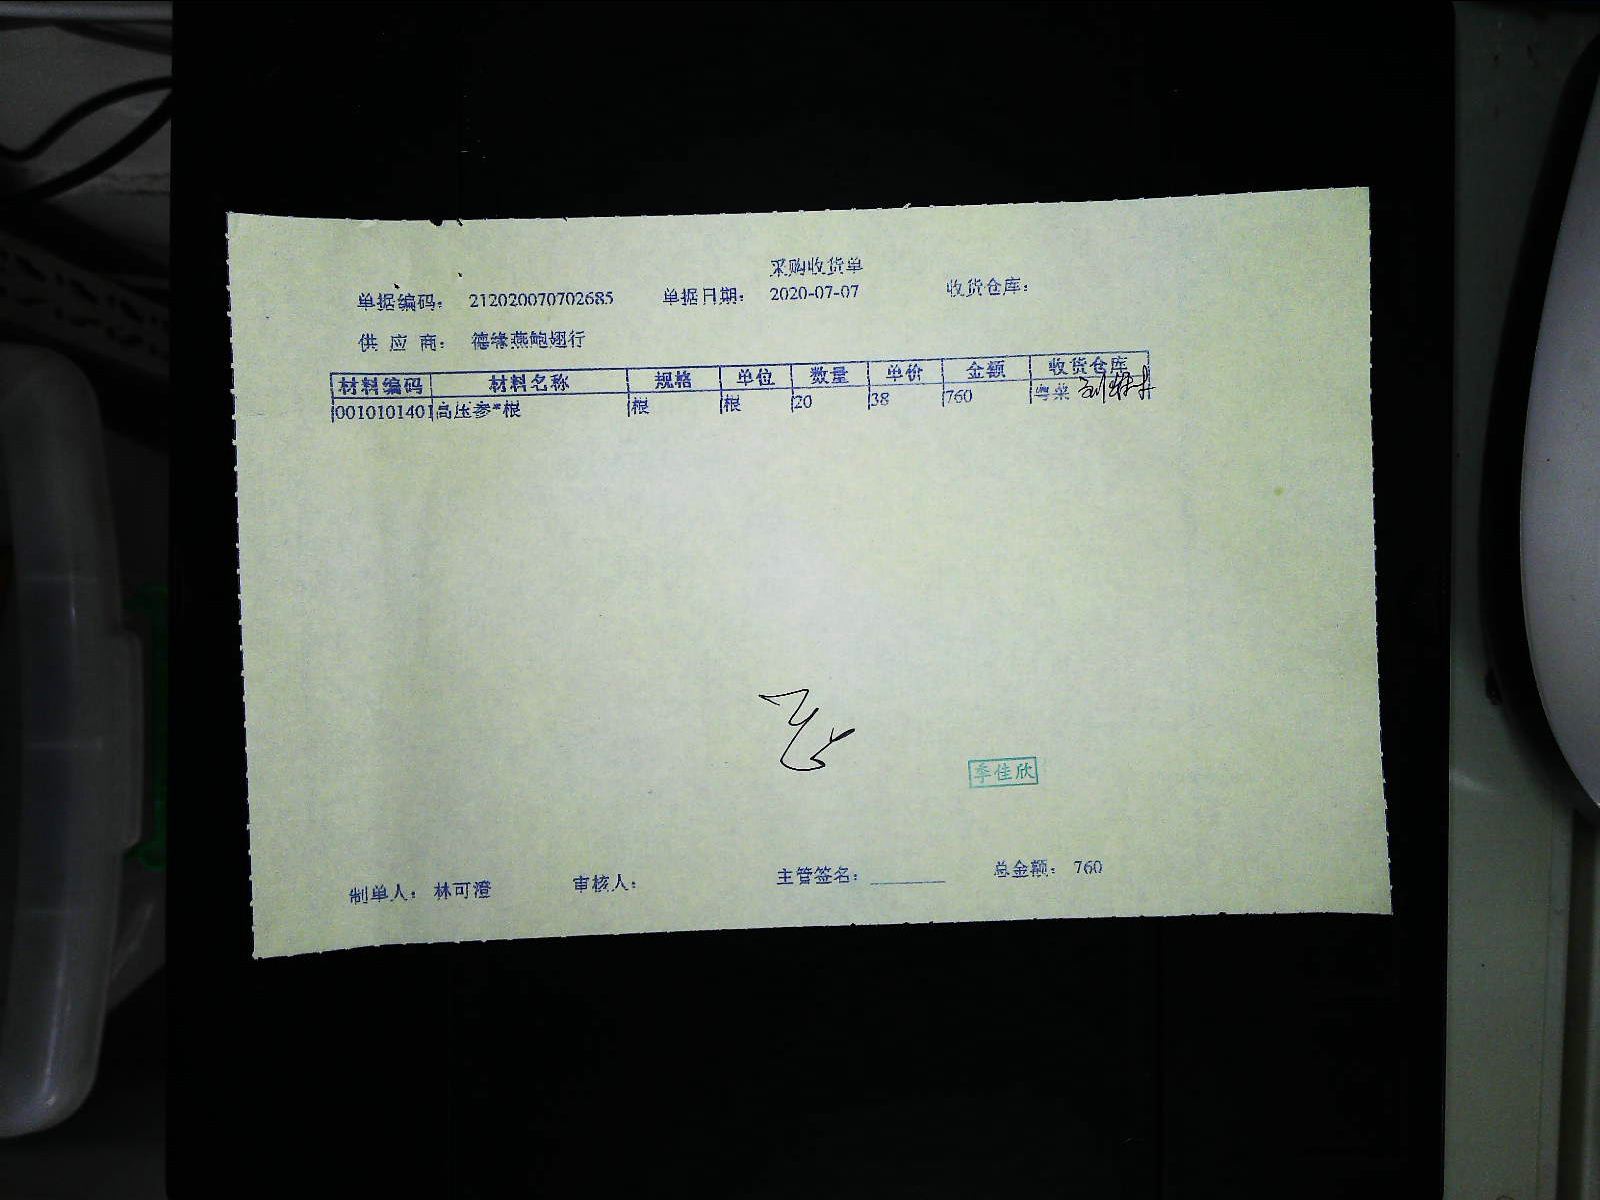 采购收货单
单据编码： 212020070702685 单据日期： 2020-07-07 收货仓库：
供 应 商： 德缘燕鲍翅行
材料编码 材料名称 规格 单位 数量 单价 金额 收货仓库
0010101401 高压参*根 根 根 20 38 760 粤菜
季佳欣
制单人： 林可澄 审核人： 主管签名： 总金额： 760